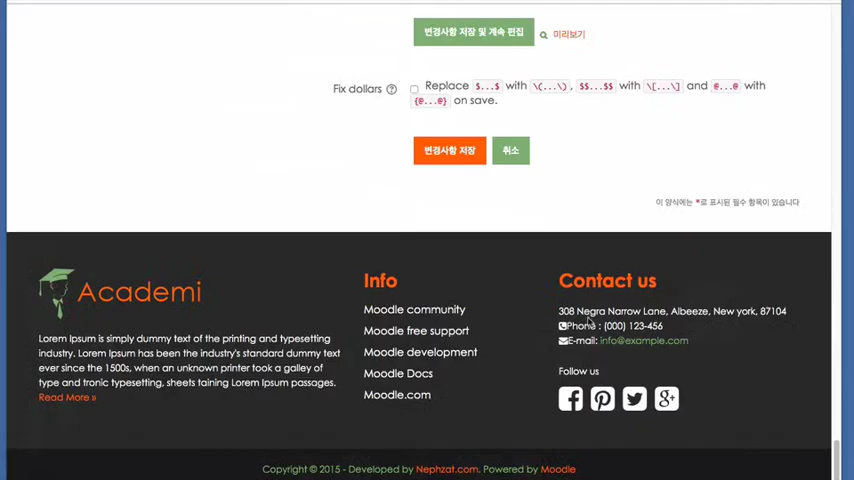 변경사항 저장 및 계속 편집 미리보기
Fix dollars Replace $...$ with \(...\), $$...$$ with \[...\] and @...@ with
{@...@} on save.
변경사항 저장 취소
이 양식에는 *로 표시된 필수 항목이 있습니다
Academi
Lorem Ipsum is simply dummy text of the printing and typesetting
industry. Lorem Ipsum has been the industry's standard dummy text
ever since the 1500s, when an unknown printer took a galley of
type and tronic typesetting, sheets taining Lorem Ipsum passages.
Read More »
Info
Moodle community
Moodle free support
Moodle development
Moodle Docs
Moodle.com
Contact us
308 Negra Narrow Lane, Albeeze, New york, 87104
Phone : (000) 123-456
E-mail: info@example.com
Follow us
Copyright © 2015 - Developed by Nephzat.com. Powered by Moodle